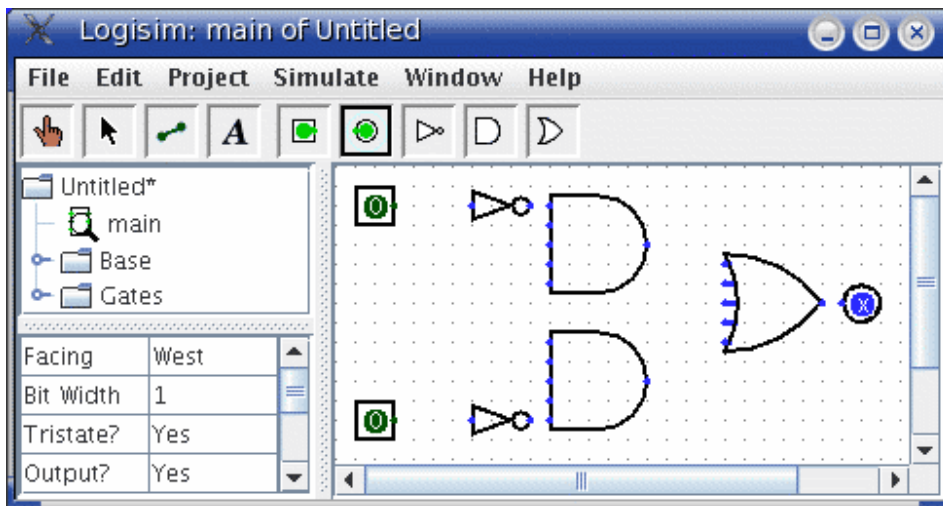 Logisim: main of Untitled
File Edit Project Simulate Window Help
A
Untitled*
main
Base
Gates
Facing West
Bit Width 1
Tristate? Yes
Output? Yes
0
0
x